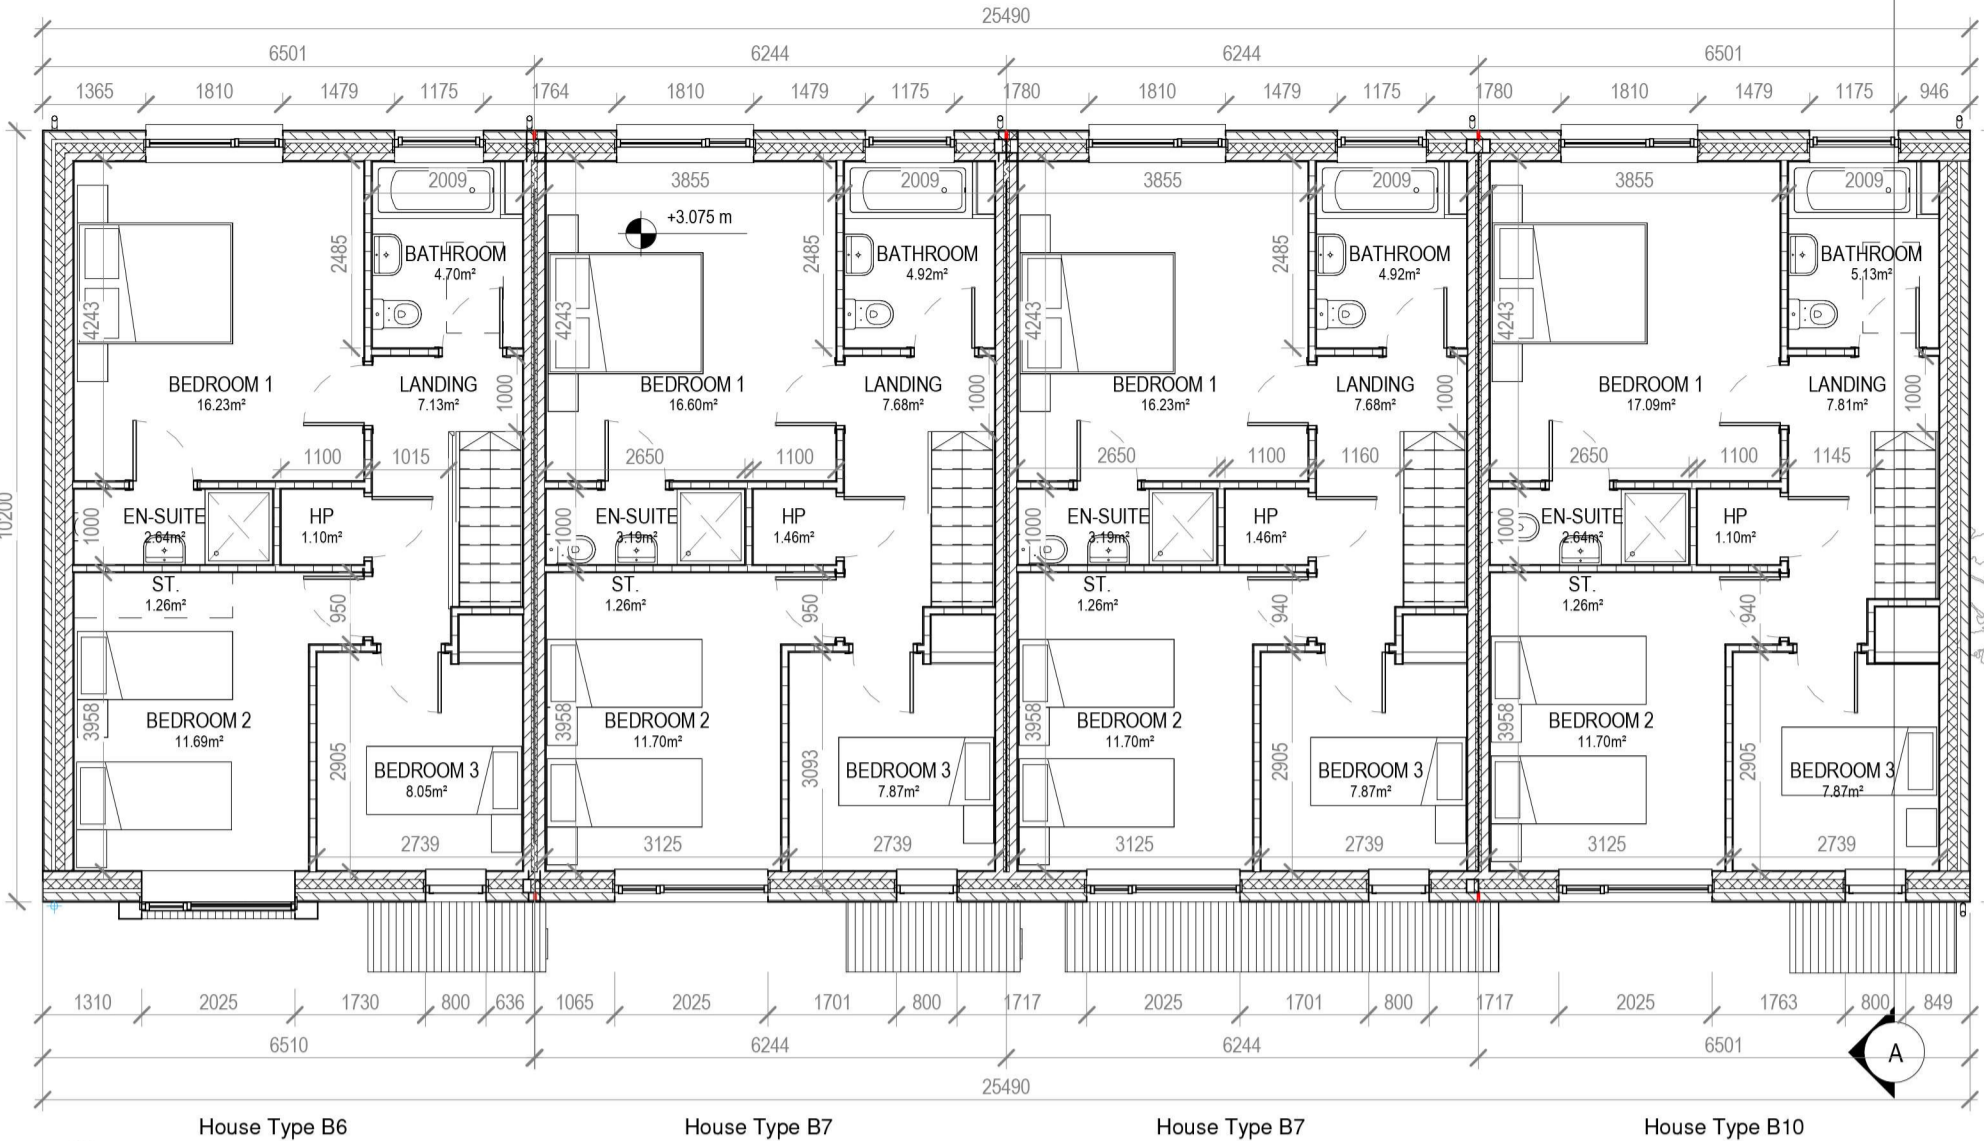 25490
6501 6244 6244 6501
1365 1810 1479 1175 1764 1810 1479 1175 1780 1810 1479 1175 1780 1810 1479 1175 946
2009 3855 2009 3855 2009 3855 2009
+3.075 m
2485 2485 2485
BATHROOM BATHROOM BATHROOM BATHROOM
4.70m² 4.92m² 4.92m² 5.13m²
4243 4243 4243 4243
BEDROOM 1 LANDING BEDROOM 1 LANDING BEDROOM 1 LANDING BEDROOM 1 LANDING
16.23m² 7.13m² 16.60m² 7.68m² 16.23m² 7.68m² 17.09m² 7.81m²
1000 1000 1000 1000
1100 1015 2650 1100 2650 1100 1160 2650 1100 1145
10200
EN-SUITE HP EN-SUITE HP EN-SUITE HP EN-SUITE HP
2.64m² 1.10m² 3.19m² 1.46m² 3.19m² 1.46m² 2.64m² 1.10m²
1000 1000 1000 1000
ST. ST. ST. ST.
1.26m² 1.26m² 1.26m² 1.26m²
950 950 940 940
3958 3958 3958 3958
BEDROOM 2 BEDROOM 2 BEDROOM 2 BEDROOM 2
11.69m² 11.70m² 11.70m² 11.70m²
2905 3093 2905 2905
BEDROOM 3 BEDROOM 3 BEDROOM 3 BEDROOM 3
8.05m² 7.87m² 7.87m² 7.87m²
2739 3125 2739 3125 2739 3125 2739
1310 2025 1730 800 636 1065 2025 1701 800 1717 2025 1701 800 1717 2025 1763 800 849
6510 6244 6244 6501
A
25490
House Type B6 House Type B7 House Type B7 House Type B10